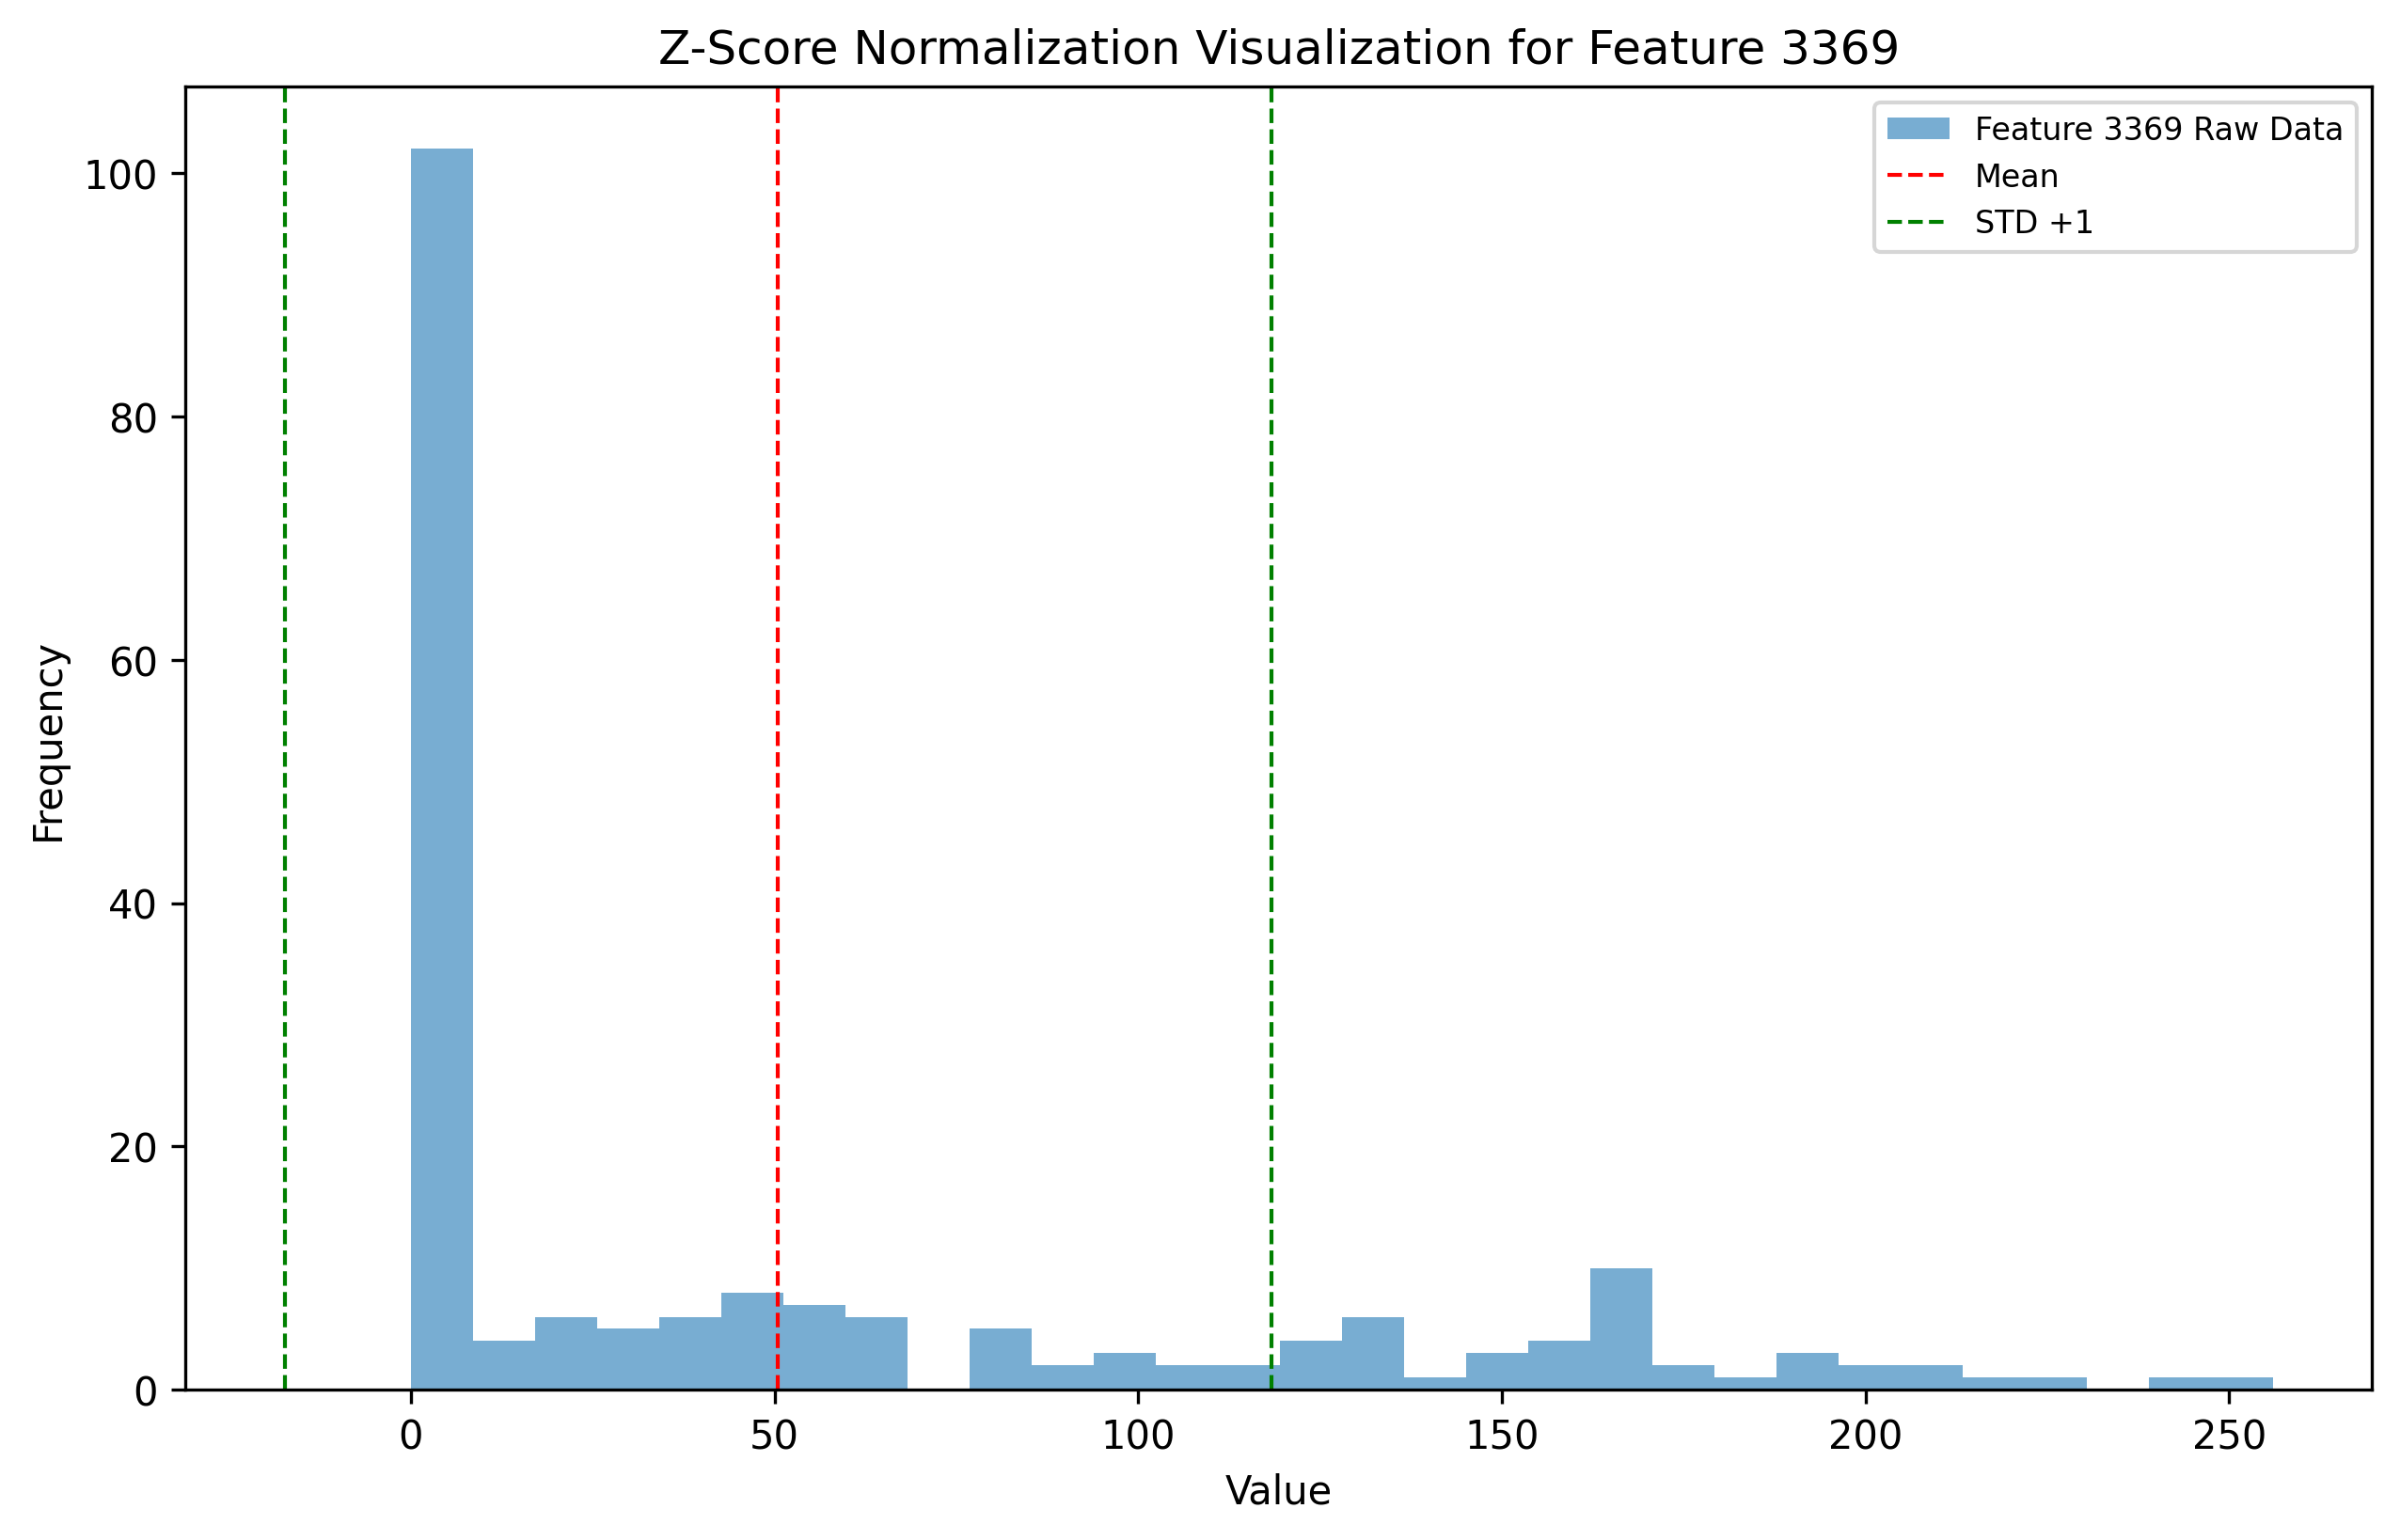 Z-Score Normalization Visualization for Feature 3369
Feature 3369 Raw Data
Mean
STD +1
Frequency
100
80
60
40
20
0
0 50 100 150 200 250
Value